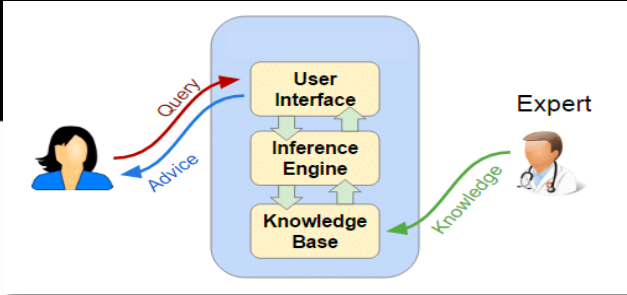 Query
Advice
User
Interface
Inference
Engine
Knowledge
Base
Expert
Knowledge